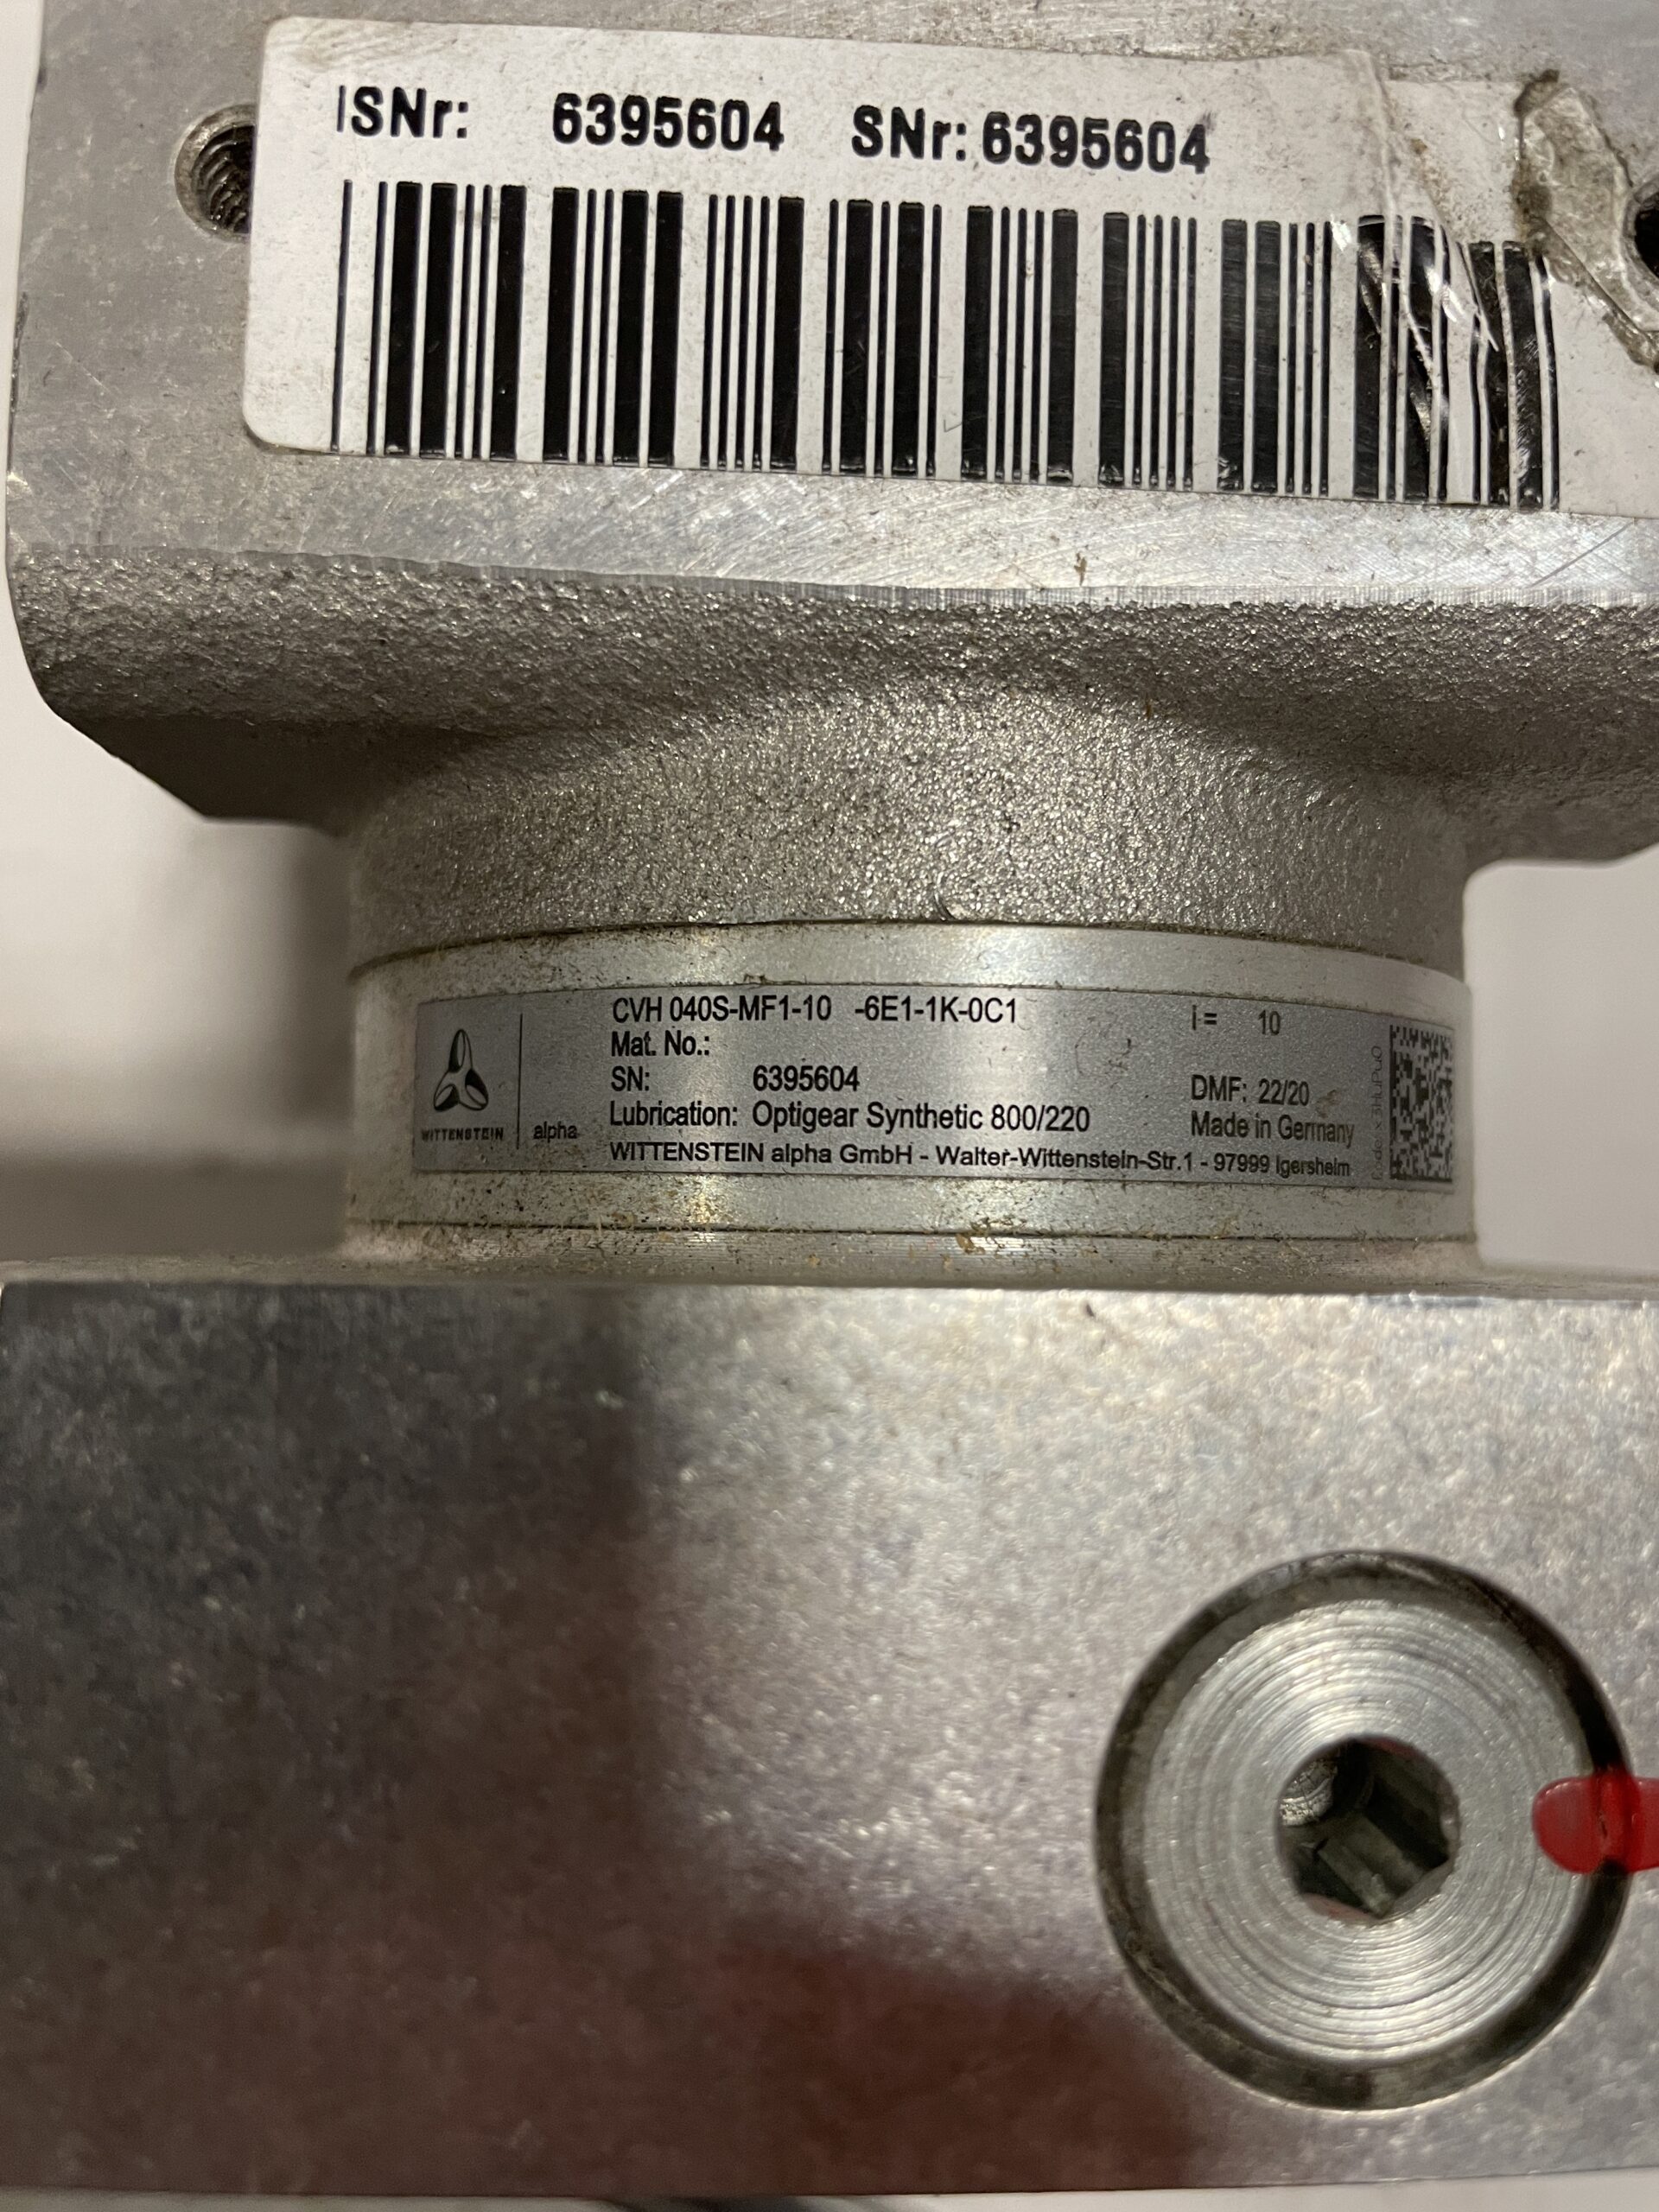 ISNr: 6395604 SNr: 6395604
CVH 040S-MF1-10 -6E1-1K-0C1 i = 10
Mat. No.:
SN: 6395604 DMF: 22/20
Lubrication: Optigear Synthetic 800/220 Made in Germany
WITTENSTEIN alpha
WITTENSTEIN alpha GmbH - Walter-Wittenstein-Str.1 - 97999 Igersheim